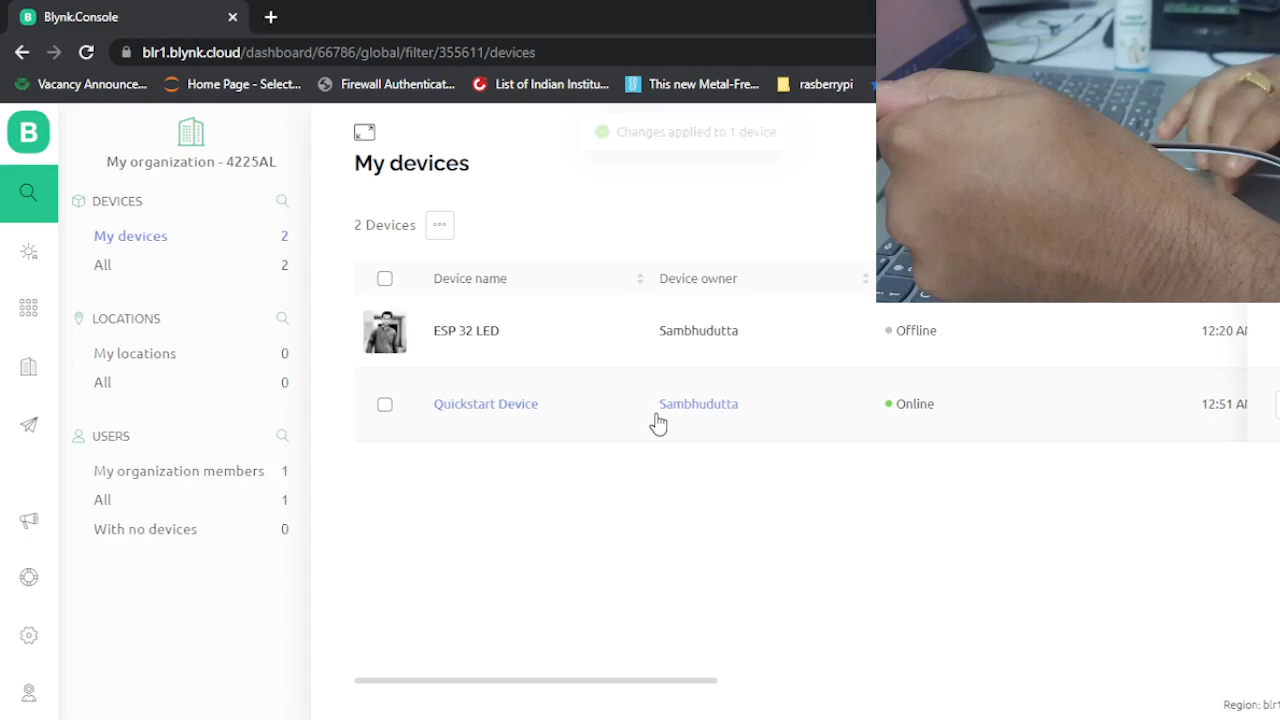 Blynk.Console
blr1.blynk.cloud/dashboard/66786/global/filter/355611/devices
Vacancy Announce...
Home Page - Select...
Firewall Authenticat...
List of Indian Institu...
This new Metal-Fre...
rasberrypi
B
My organization - 4225AL
DEVICES
My devices 2
All 2
LOCATIONS
My locations 0
All 0
USERS
My organization members 1
All 1
With no devices 0
Changes applied to 1 device
My devices
2 Devices
Device name Device owner
ESP 32 LED Sambhudutta Offline 12:20 AM
Quickstart Device Sambhudutta Online 12:51 AM
Region: blr1